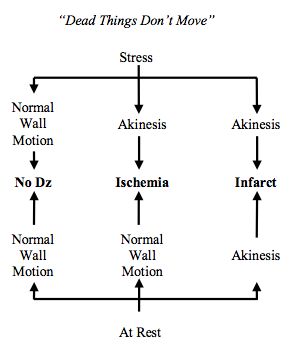 “Dead Things Don’t Move”
Stress
Normal
Wall
Motion
Akinesis
Akinesis
No Dz
Ischemia
Infarct
Normal
Wall
Motion
Normal
Wall
Motion
Akinesis
At Rest